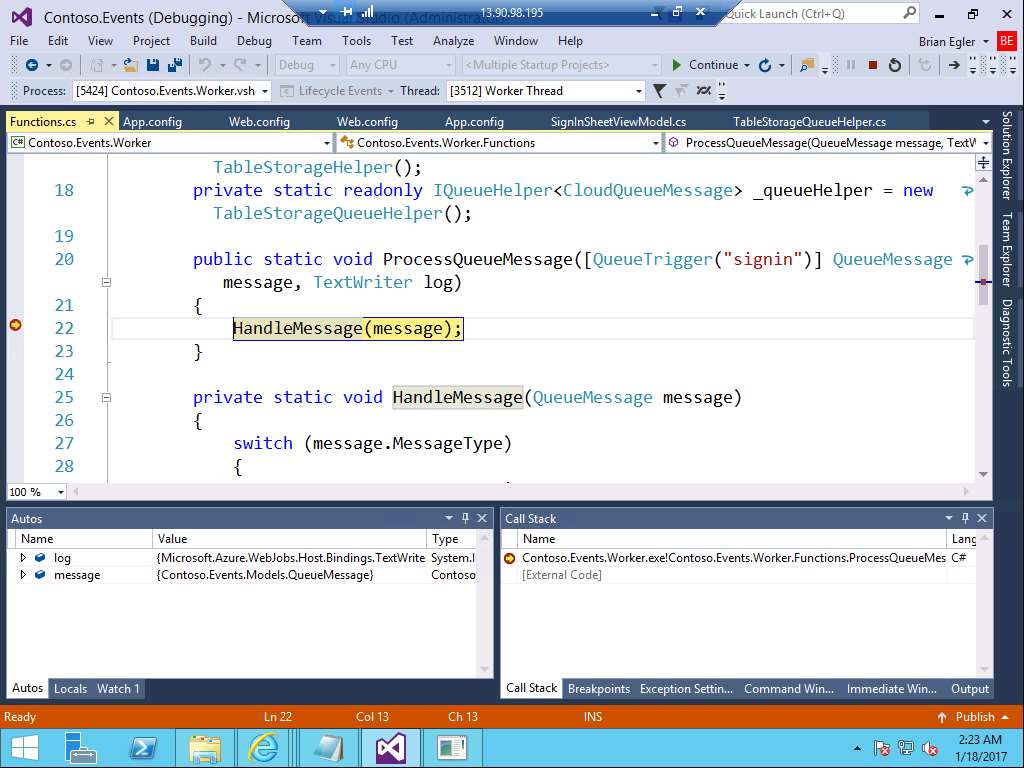 Contoso.Events (Debugging) - Microsoft Visual Studio (Administrator)
13.90.98.195
Quick Launch (Ctrl+Q)
File Edit View Project Build Debug Team Tools Test Analyze Window Help
Brian Egler BE
Debug Any CPU <Multiple Startup Projects> Continue
Process: [5424] Contoso.Events.Worker.vsh Lifecycle Events Thread: [3512] Worker Thread
Functions.cs App.config Web.config Web.config App.config SignInSheetViewModel.cs TableStorageQueueHelper.cs
C# Contoso.Events.Worker Contoso.Events.Worker.Functions ProcessQueueMessage(QueueMessage message, TextW
TableStorageHelper();
18 private static readonly IQueueHelper<CloudQueueMessage> _queueHelper = new
TableStorageQueueHelper();
19
20 public static void ProcessQueueMessage([QueueTrigger("signin")] QueueMessage
message, TextWriter log)
21 {
22 HandleMessage(message);
23 }
24
25 private static void HandleMessage(QueueMessage message)
26 {
27 switch (message.MessageType)
28 {
100 %
Solution Explorer
Team Explorer
Diagnostic Tools
Autos
Name Value Type
log {Microsoft.Azure.WebJobs.Host.Bindings.TextWrite System.I
message {Contoso.Events.Models.QueueMessage} Contoso
Autos Locals Watch 1
Call Stack
Name Lang
Contoso.Events.Worker.exe!Contoso.Events.Worker.Functions.ProcessQueueMes C#
[External Code]
Call Stack Breakpoints Exception Settin... Command Win... Immediate Win... Output
Ready Ln 22 Col 13 Ch 13 INS Publish
2:23 AM
1/18/2017